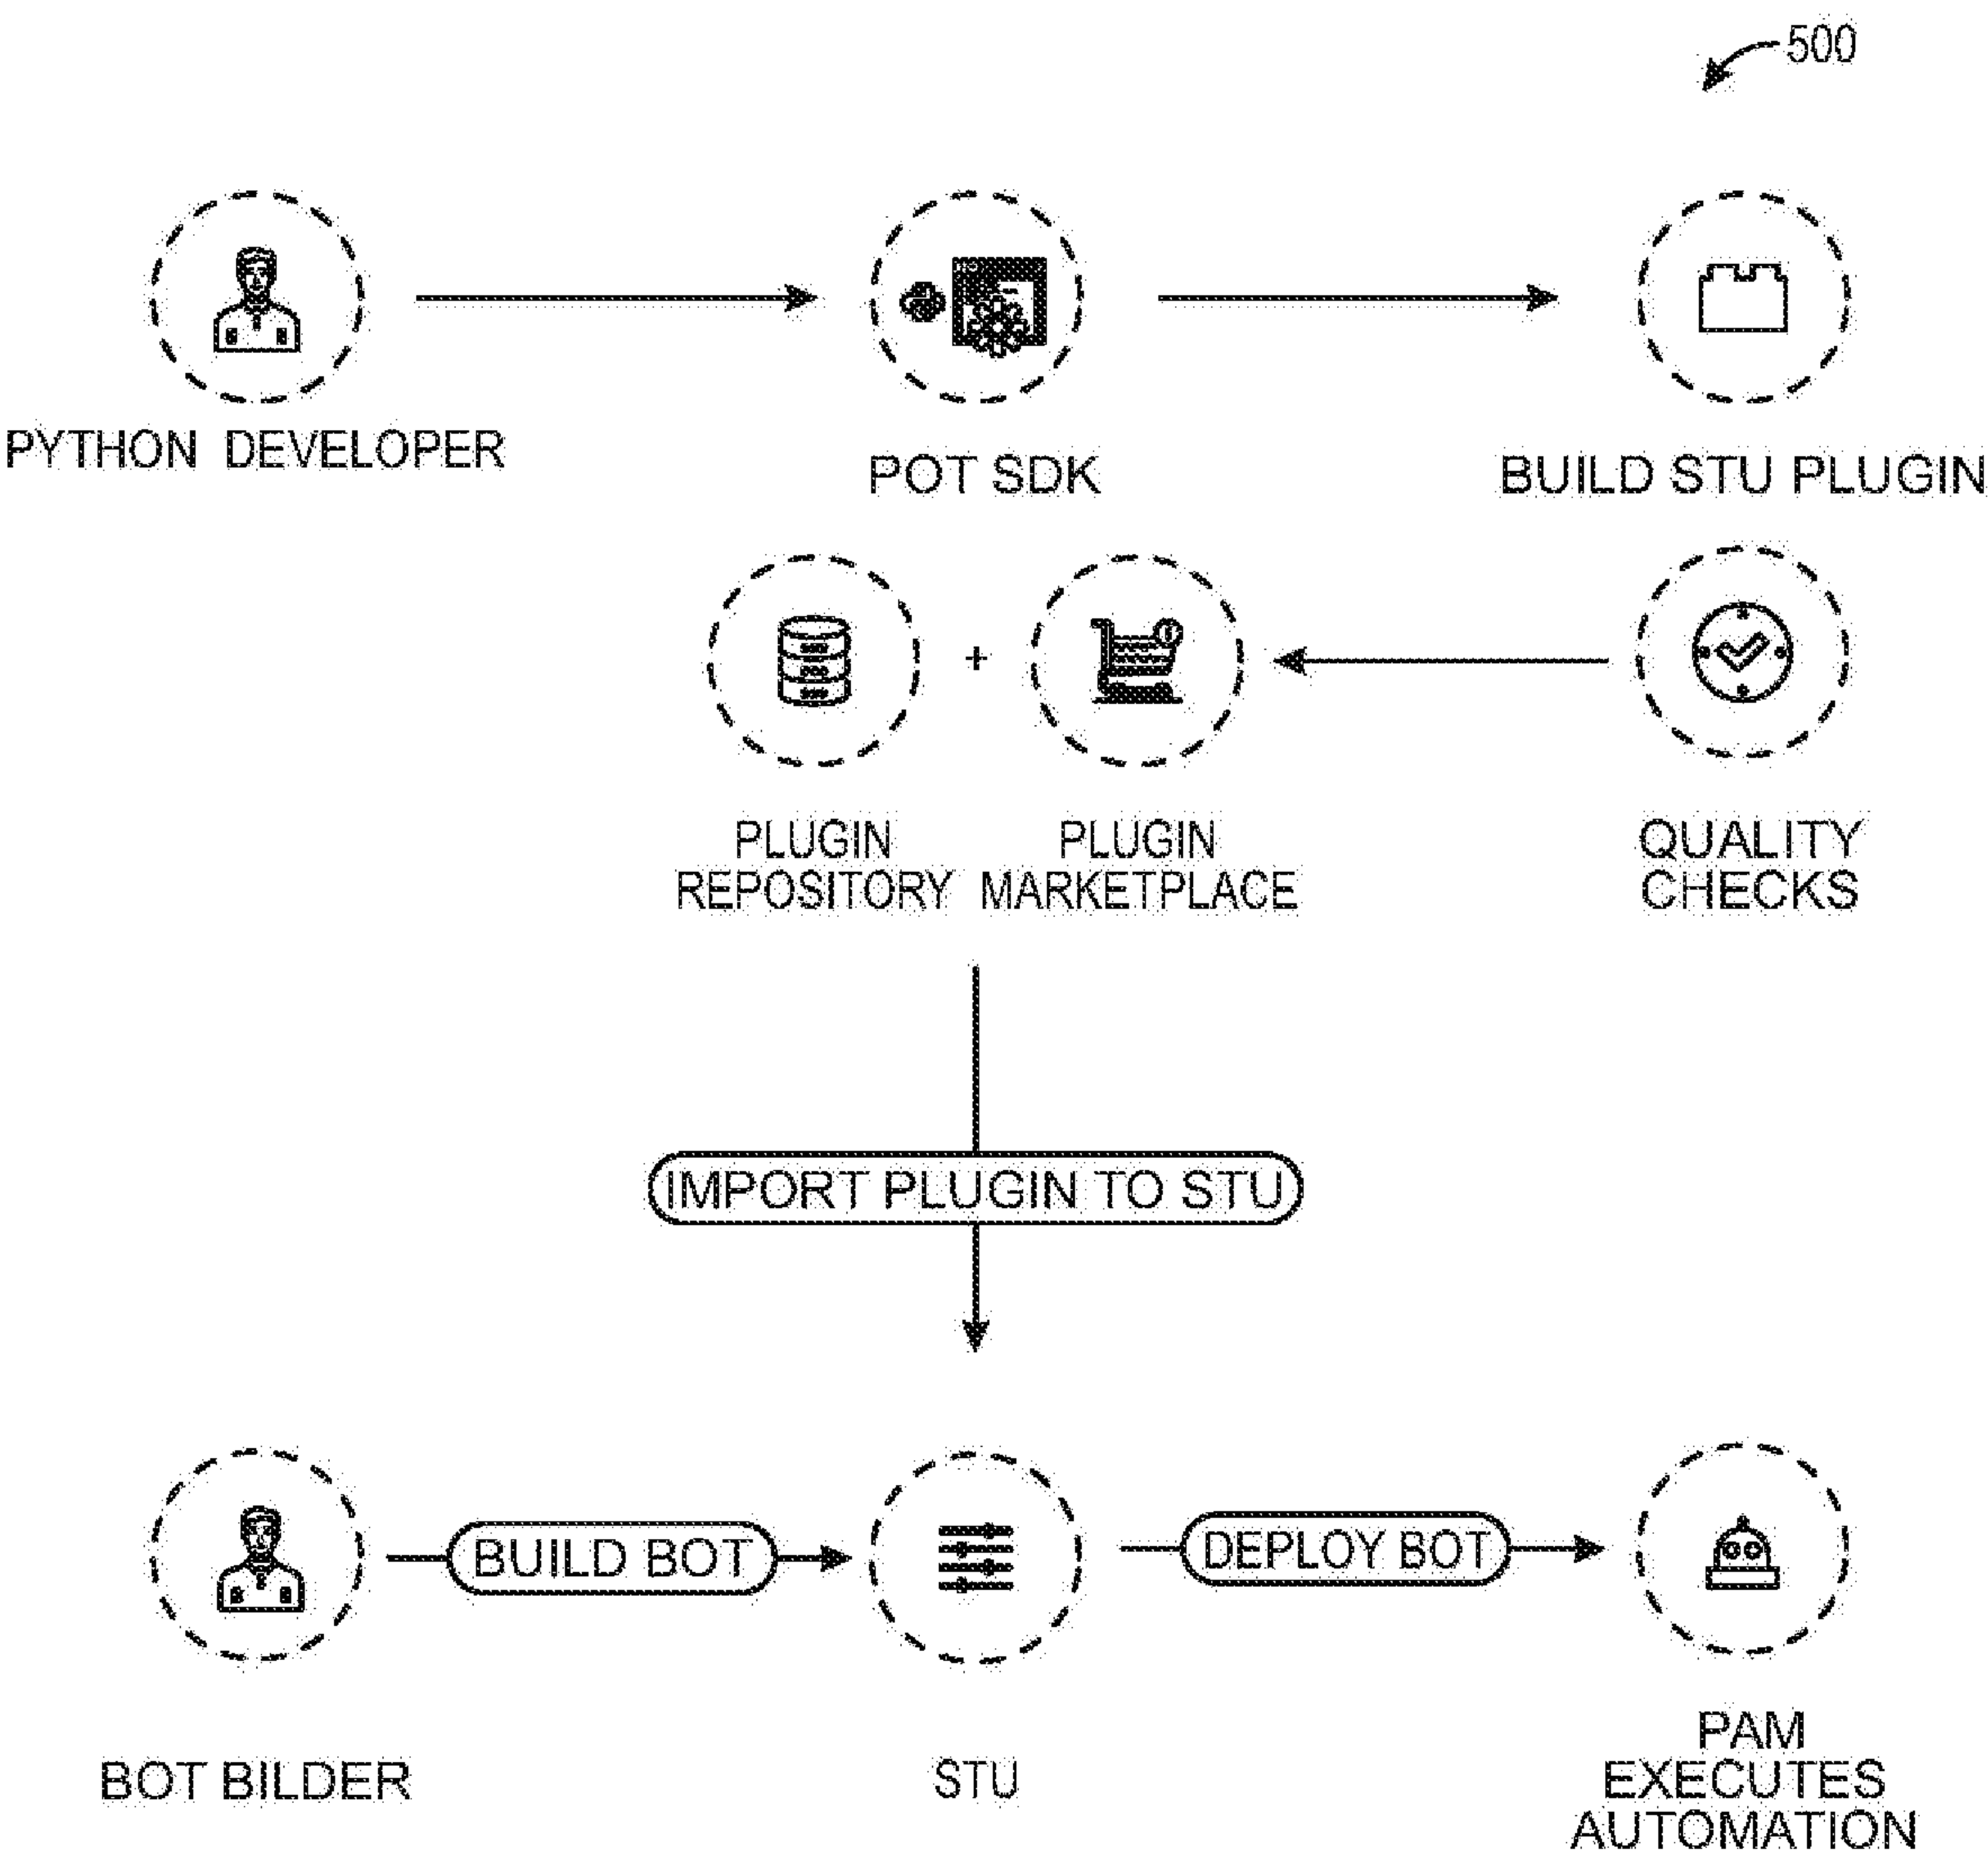 500
PYTHON DEVELOPER
POT SDK
BUILD STU PLUGIN
+
PLUGIN
REPOSITORY
PLUGIN
MARKETPLACE
QUALITY
CHECKS
IMPORT PLUGIN TO STU
BUILD BOT
DEPLOY BOT
BOT BILDER
STU
PAM
EXECUTES
AUTOMATION